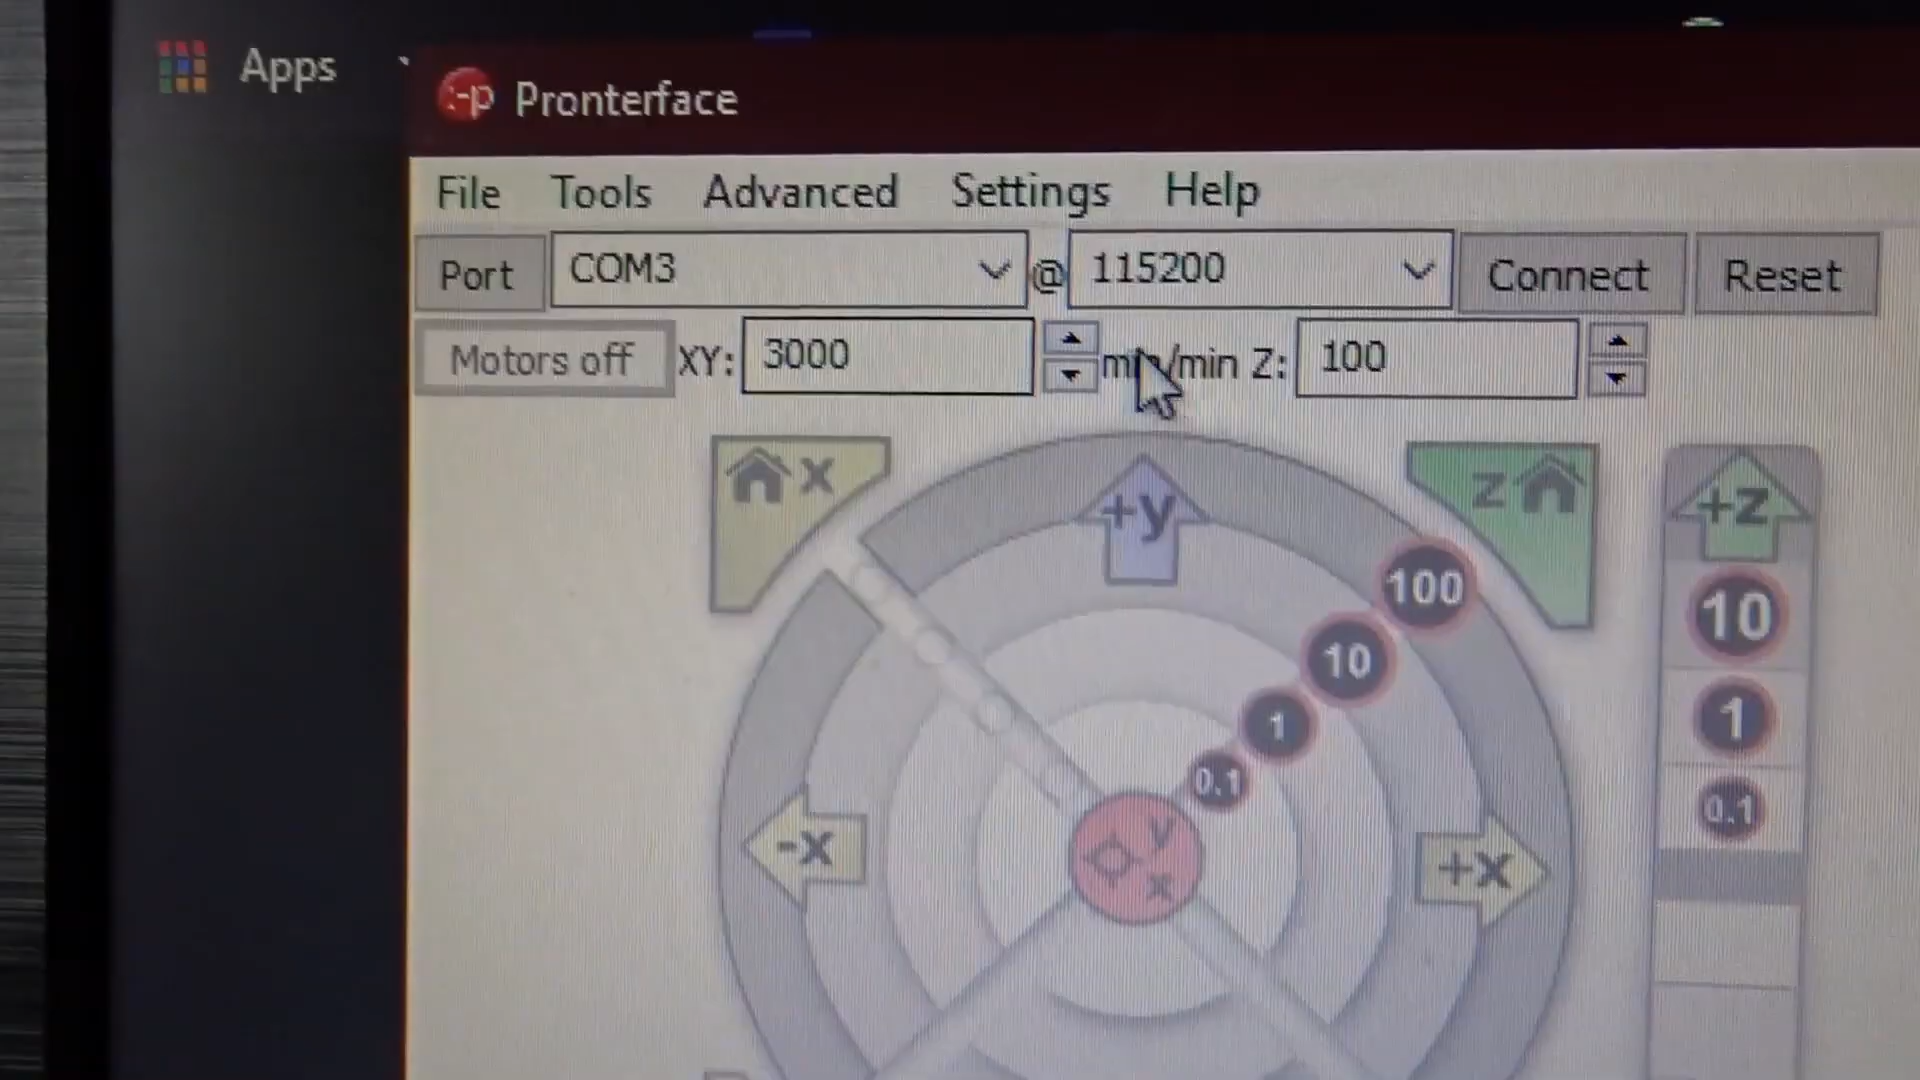 Apps
:-p Pronterface
File Tools Advanced Settings Help
Port COM3 @ 115200 Connect Reset
Motors off XY: 3000 mm/min Z: 100
X +y Z +Z
100 10
10 1
1 0.1
0.1
-X y x +X